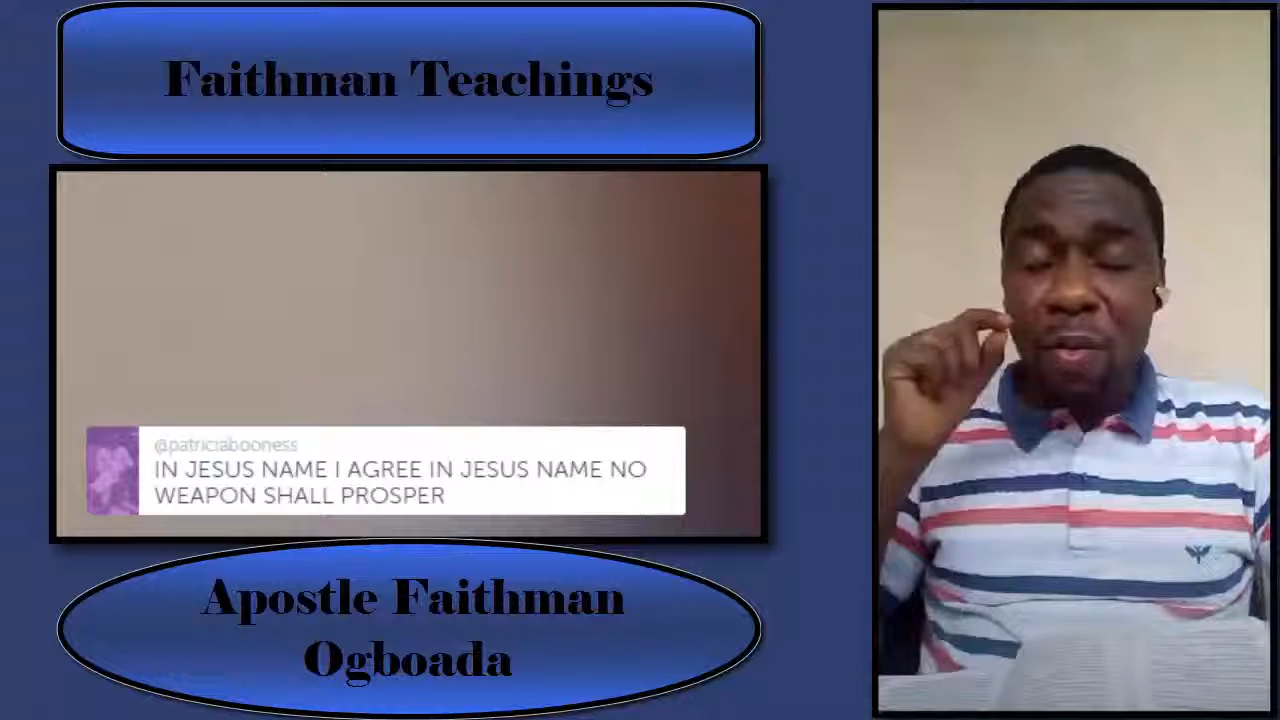 Faithman Teachings
@patriciabooness
IN JESUS NAME I AGREE IN JESUS NAME NO
WEAPON SHALL PROSPER
Apostle Faithman
Ogboada